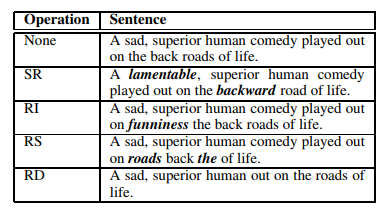 Operation Sentence
None A sad, superior human comedy played out
on the back roads of life.
SR A lamentable, superior human comedy
played out on the backward road of life.
RI A sad, superior human comedy played out
on funniness the back roads of life.
RS A sad, superior human comedy played out
on roads back the of life.
RD A sad, superior human out on the roads of
life.